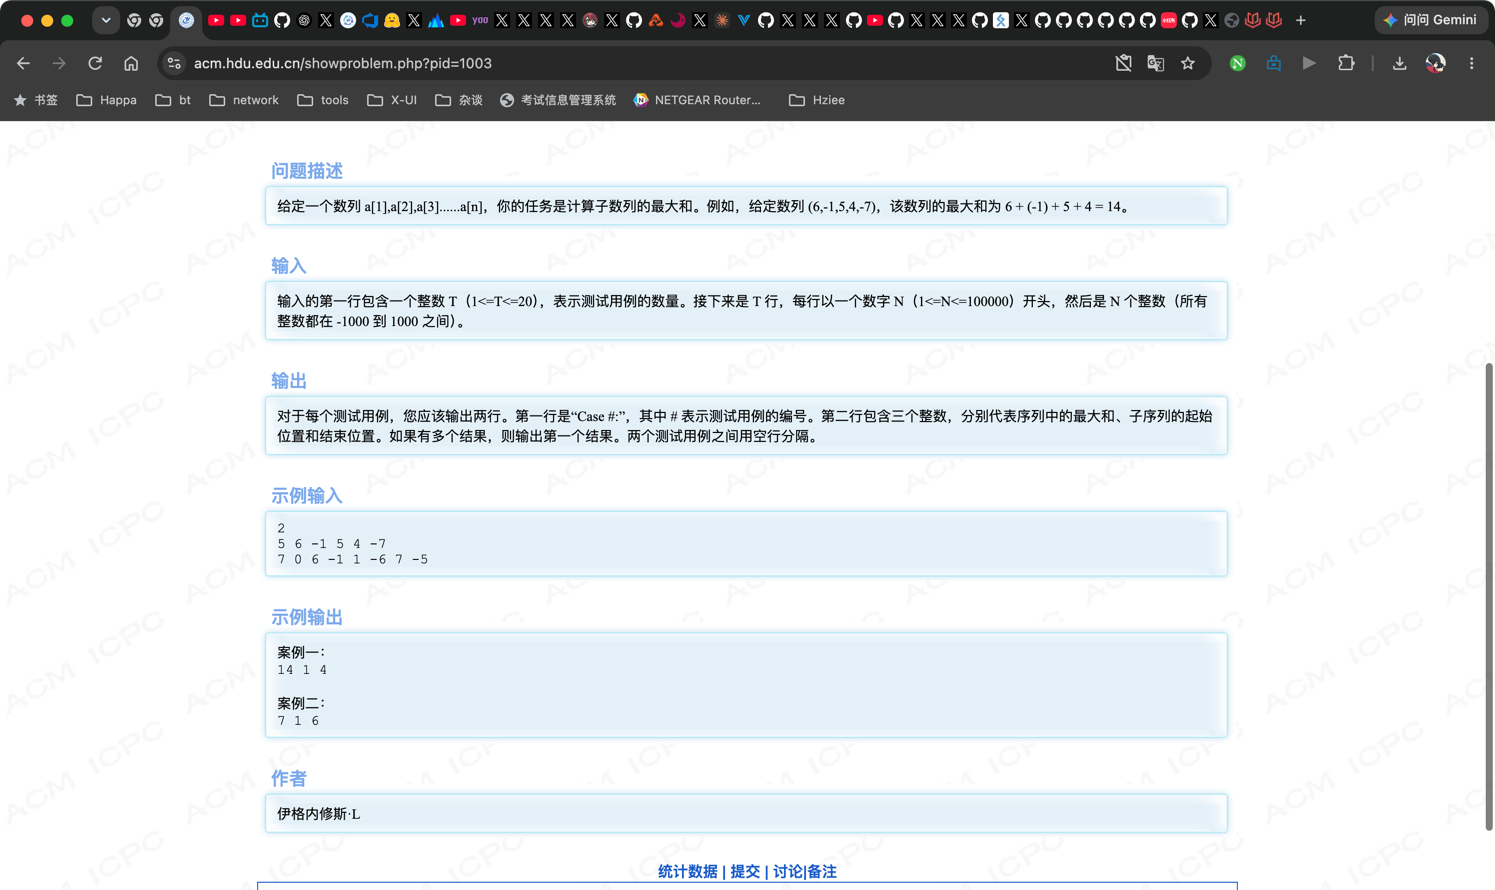 yoo
问问 Gemini
acm.hdu.edu.cn/showproblem.php?pid=1003
书签 Happa bt network tools X-UI 杂谈 考试信息管理系统 NETGEAR Router... Hziee
问题描述
给定一个数列 a[1],a[2],a[3]......a[n]，你的任务是计算子数列的最大和。例如，给定数列 (6,-1,5,4,-7)，该数列的最大和为 6 + (-1) + 5 + 4 = 14。
输入
输入的第一行包含一个整数 T（1<=T<=20），表示测试用例的数量。接下来是 T 行，每行以一个数字 N（1<=N<=100000）开头，然后是 N 个整数（所有
整数都在 -1000 到 1000 之间）。
输出
对于每个测试用例，您应该输出两行。第一行是“Case #:”，其中 # 表示测试用例的编号。第二行包含三个整数，分别代表序列中的最大和、子序列的起始
位置和结束位置。如果有多个结果，则输出第一个结果。两个测试用例之间用空行分隔。
示例输入
2
5 6 -1 5 4 -7
7 0 6 -1 1 -6 7 -5
示例输出
案例一：
14 1 4
案例二：
7 1 6
作者
伊格内修斯·L
统计数据 | 提交 | 讨论|备注
ACM ICPC